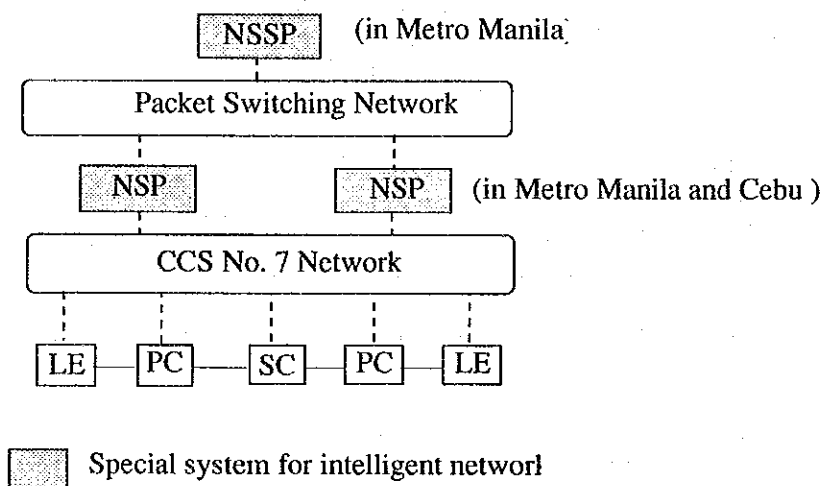 NSSP (in Metro Manila)
Packet Switching Network
NSP NSP (in Metro Manila and Cebu )
CCS No. 7 Network
LE PC SC PC LE
Special system for intelligent networl